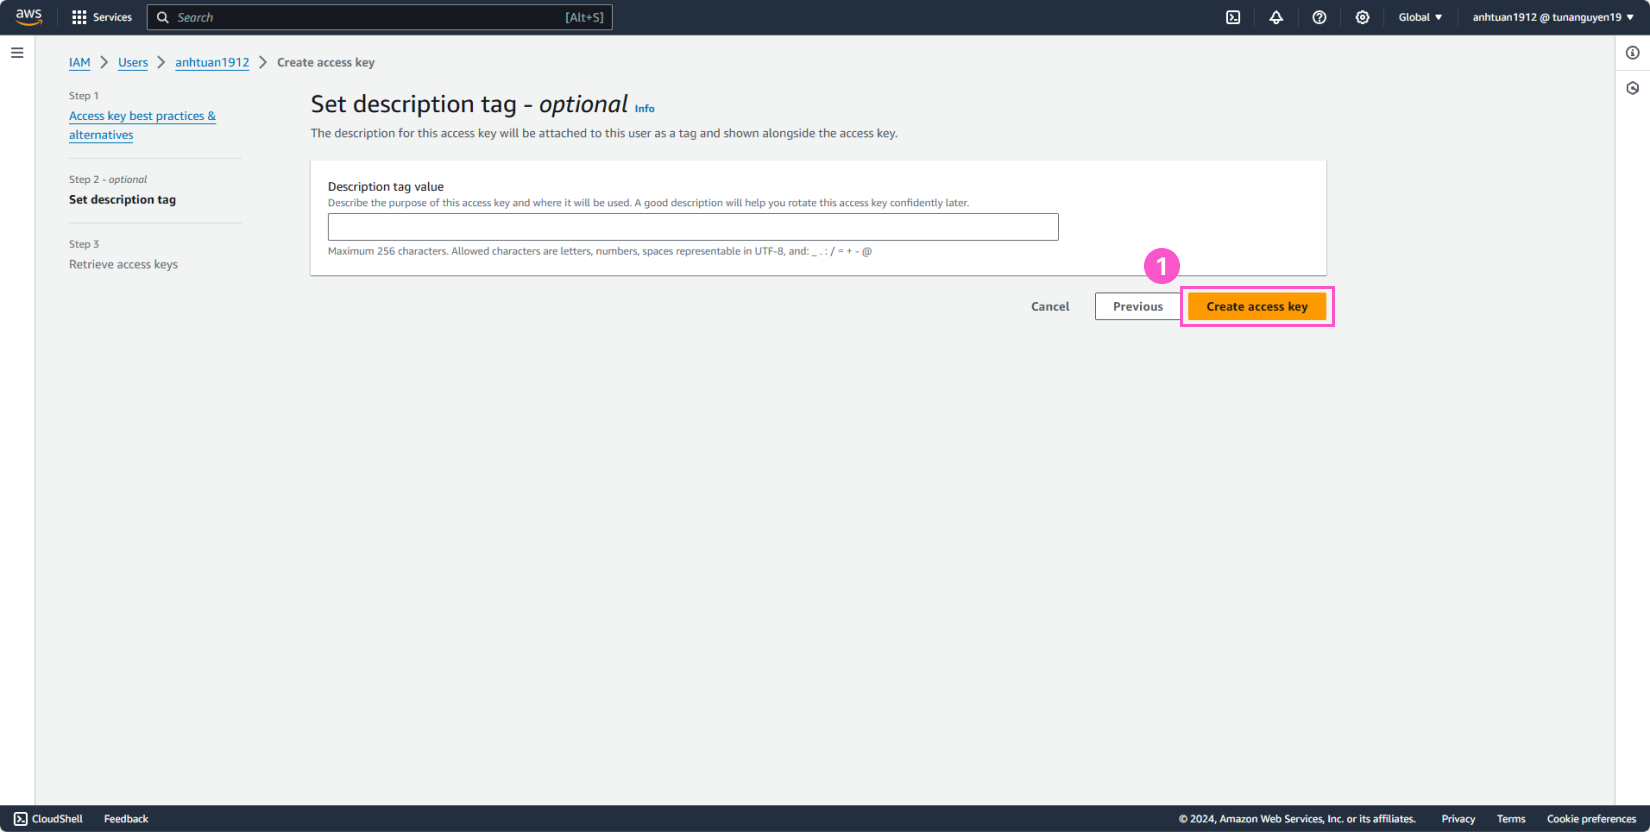 aws
Services
Search
[Alt+S]
Global
anhtuan1912 @ tunanguyen19
IAM
Users
anhtuan1912
Create access key
Step 1
Access key best practices &
alternatives
Step 2 - optional
Set description tag
Step 3
Retrieve access keys
Set description tag - optional Info
The description for this access key will be attached to this user as a tag and shown alongside the access key.
Description tag value
Describe the purpose of this access key and where it will be used. A good description will help you rotate this access key confidently later.
Maximum 256 characters. Allowed characters are letters, numbers, spaces representable in UTF-8, and: _ . : / = + - @
1
Cancel
Previous
Create access key
CloudShell
Feedback
© 2024, Amazon Web Services, Inc. or its affiliates.
Privacy
Terms
Cookie preferences